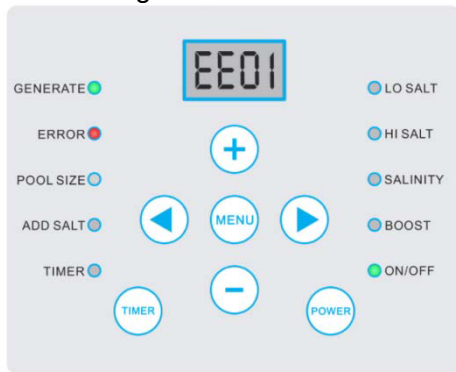 EE01
GENERATE
LO SALT
ERROR
HI SALT
+
POOL SIZE
SALINITY
ADD SALT
MENU
BOOST
TIMER
ON/OFF
-
TIMER
POWER